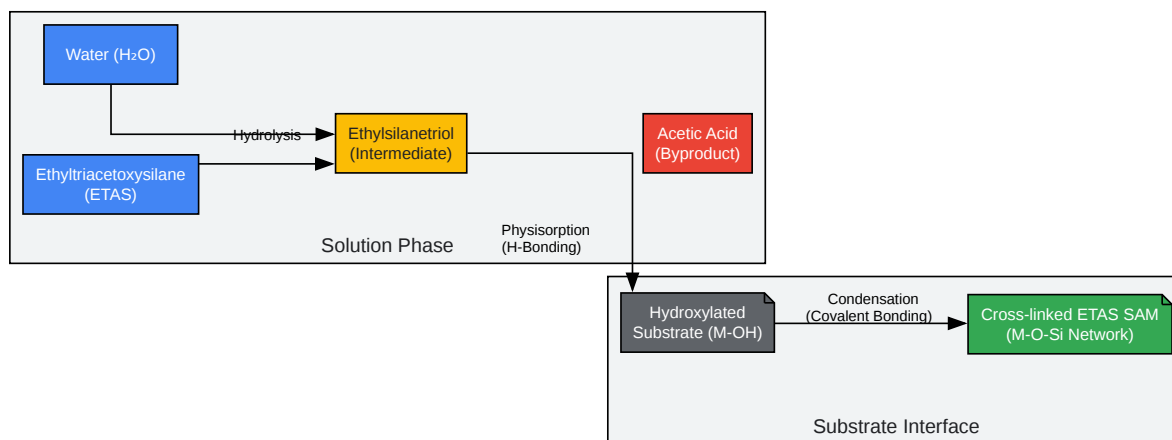 Water (H₂O)
Hydrolysis
Ethyltriacetoxysilane
(ETAS)
Ethylsilanetriol
(Intermediate)
Acetic Acid
(Byproduct)
Solution Phase
Physisorption
(H-Bonding)
Hydroxylated
Substrate (M-OH)
Condensation
(Covalent Bonding)
Cross-linked ETAS SAM
(M-O-Si Network)
Substrate Interface